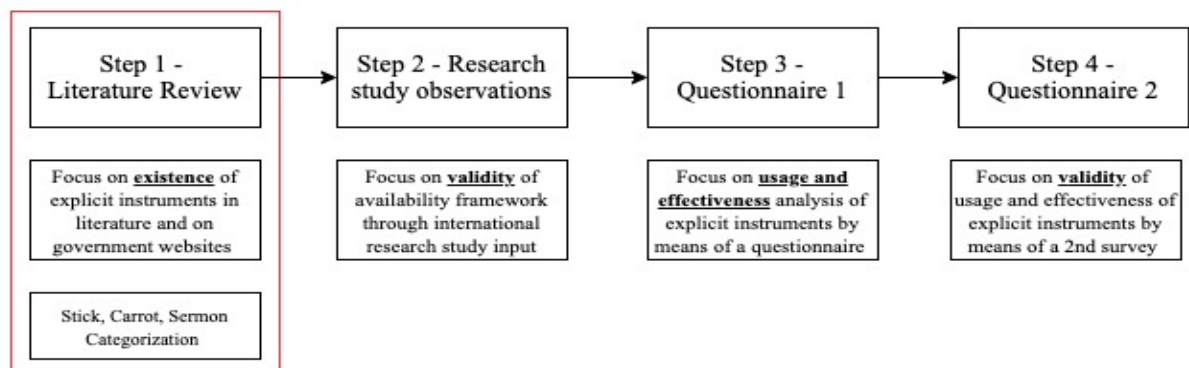 Step 1 -
Literature Review
Step 2 - Research
study observations
Step 3 -
Questionnaire 1
Step 4 -
Questionnaire 2
Focus on existence of
explicit instruments in
literature and on
government websites
Focus on validity of
availability framework
through international
research study input
Focus on usage and
effectiveness analysis of
explicit instruments by
means of a questionnaire
Focus on validity of
usage and effectiveness of
explicit instruments by
means of a 2nd survey
Stick, Carrot, Sermon
Categorization